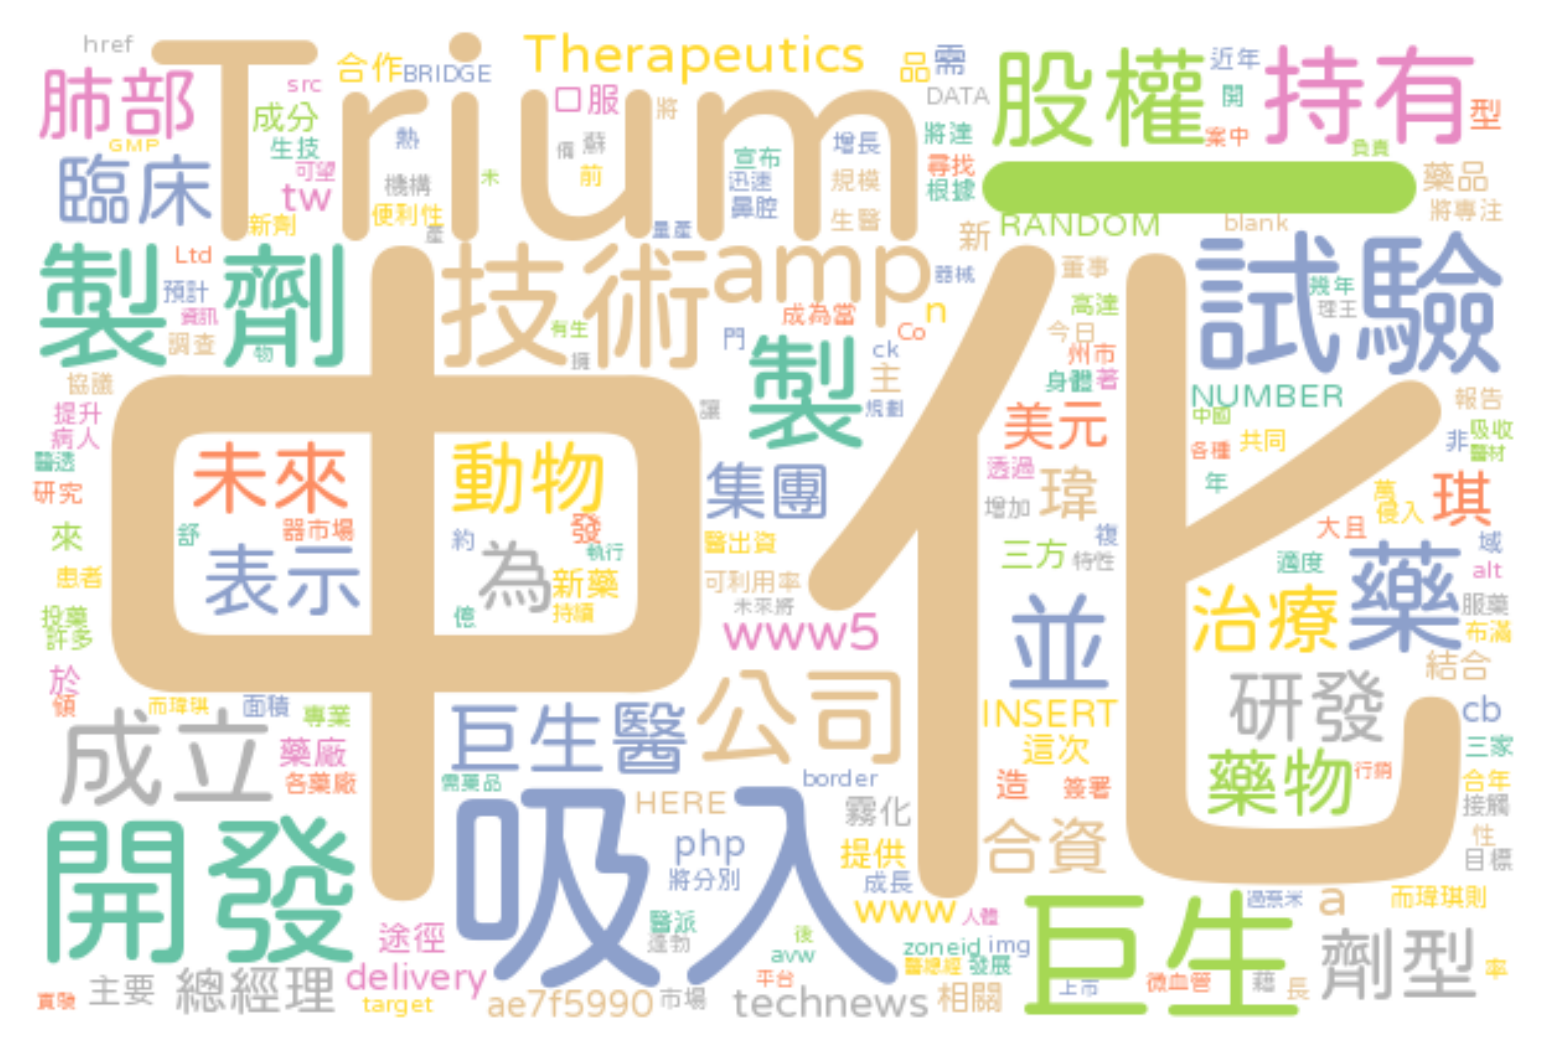 href
Trium
合作
BRIDGE
Therapeutics
品
需
股權
近年
持有
肺部
src
成分
口服
將
DATA
開
型
GMP
生技
熱
蘇
備
增長
將達
案中
負責
臨床
可望
tw
機構
未
前
宣布
迅速
規模
尋找
根據
一
藥品
新劑
便利性
產
量產
鼻腔
生醫
新
RANDOM
blank
將專注
製劑
Ltd
技術
amp
器械
董事
試驗
預計
資訊
調查
物
有生
擁
成為當
n
Co
高達
今日
幾年
理王
中化
門
製
ck
主
規劃
州市
身體
著
NUMBER
協議
提升
病人
讓
美元
中國
報告
醫透
未來
動物
集團
透過
各種
共同
非
吸收
醫材
研究
舒
器市場
約
發
執行
增加
瑋
年
萬
侵入
琪
來
表示
為
新藥
醫出資
複
大且
域
患者
億
持續
可利用率
三方
特性
適度
藥
alt
投藥
許多
未來將
www5
並
治療
服藥
布滿
於
領
而瑋琪
面積
專業
公司
結合
成立
藥廠
各藥廠
巨生醫
需藥品
border
INSERT
這次
研發
cb
三家
開發
吸入
HERE
霧化
造
簽署
藥物
行銷
合年
接觸
php
將分別
提供
成長
合資
性
目標
途徑
醫派
達勃
www
人體
巨生
過奈米
a
而瑋琪則
後
avw
zoneid
img
實驗
主要
總經理
delivery
target
ae7f5990
市場
平台
technews
醫總經
發展
相關
上市
微血管
藉
長
劑型
率